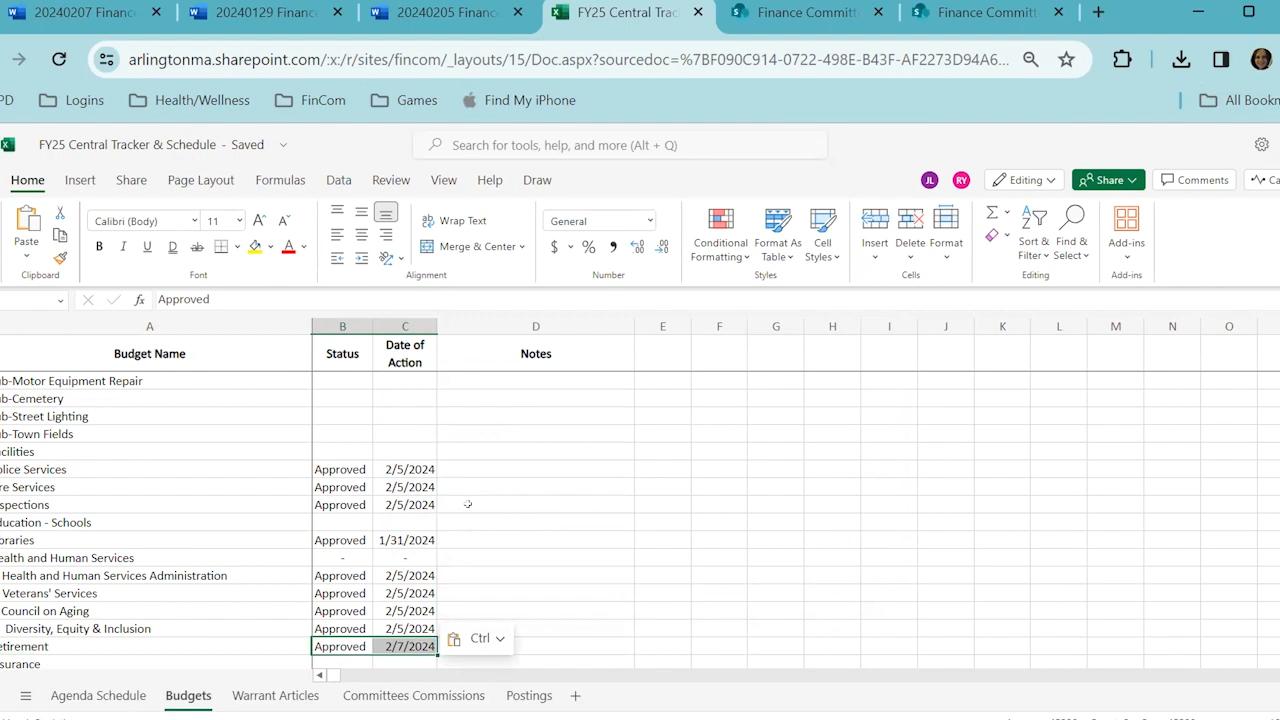 20240207 Financ
20240129 Financ
20240205 Financ
FY25 Central Trac
Finance Committ
Finance Committ
arlingtonma.sharepoint.com/:x:/r/sites/fincom/_layouts/15/Doc.aspx?sourcedoc=%7BF090C914-0722-498E-B43F-AF2273D94A6...
PD
Logins
Health/Wellness
FinCom
Games
Find My iPhone
All Bookm
FY25 Central Tracker & Schedule - Saved
Search for tools, help, and more (Alt + Q)
Home
Insert
Share
Page Layout
Formulas
Data
Review
View
Help
Draw
JL
RY
Editing
Share
Comments
Ca
Paste
Calibri (Body)
11
Wrap Text
General
Merge & Center
Conditional Formatting
Format As Table
Cell Styles
Insert
Delete
Format
Sort & Filter
Find & Select
Add-ins
Clipboard
Font
Alignment
Number
Styles
Cells
Editing
Add-ins
fx Approved
A B C D E F G H I J K L M N O
Budget Name Status Date of Action Notes
ub-Motor Equipment Repair
ub-Cemetery
ub-Street Lighting
ub-Town Fields
cilities
olice Services Approved 2/5/2024
re Services Approved 2/5/2024
spections Approved 2/5/2024
ducation - Schools
braries Approved 1/31/2024
ealth and Human Services - -
Health and Human Services Administration Approved 2/5/2024
Veterans' Services Approved 2/5/2024
Council on Aging Approved 2/5/2024
Diversity, Equity & Inclusion Approved 2/5/2024
etirement Approved 2/7/2024
Ctrl
surance
Agenda Schedule
Budgets
Warrant Articles
Committees Commissions
Postings